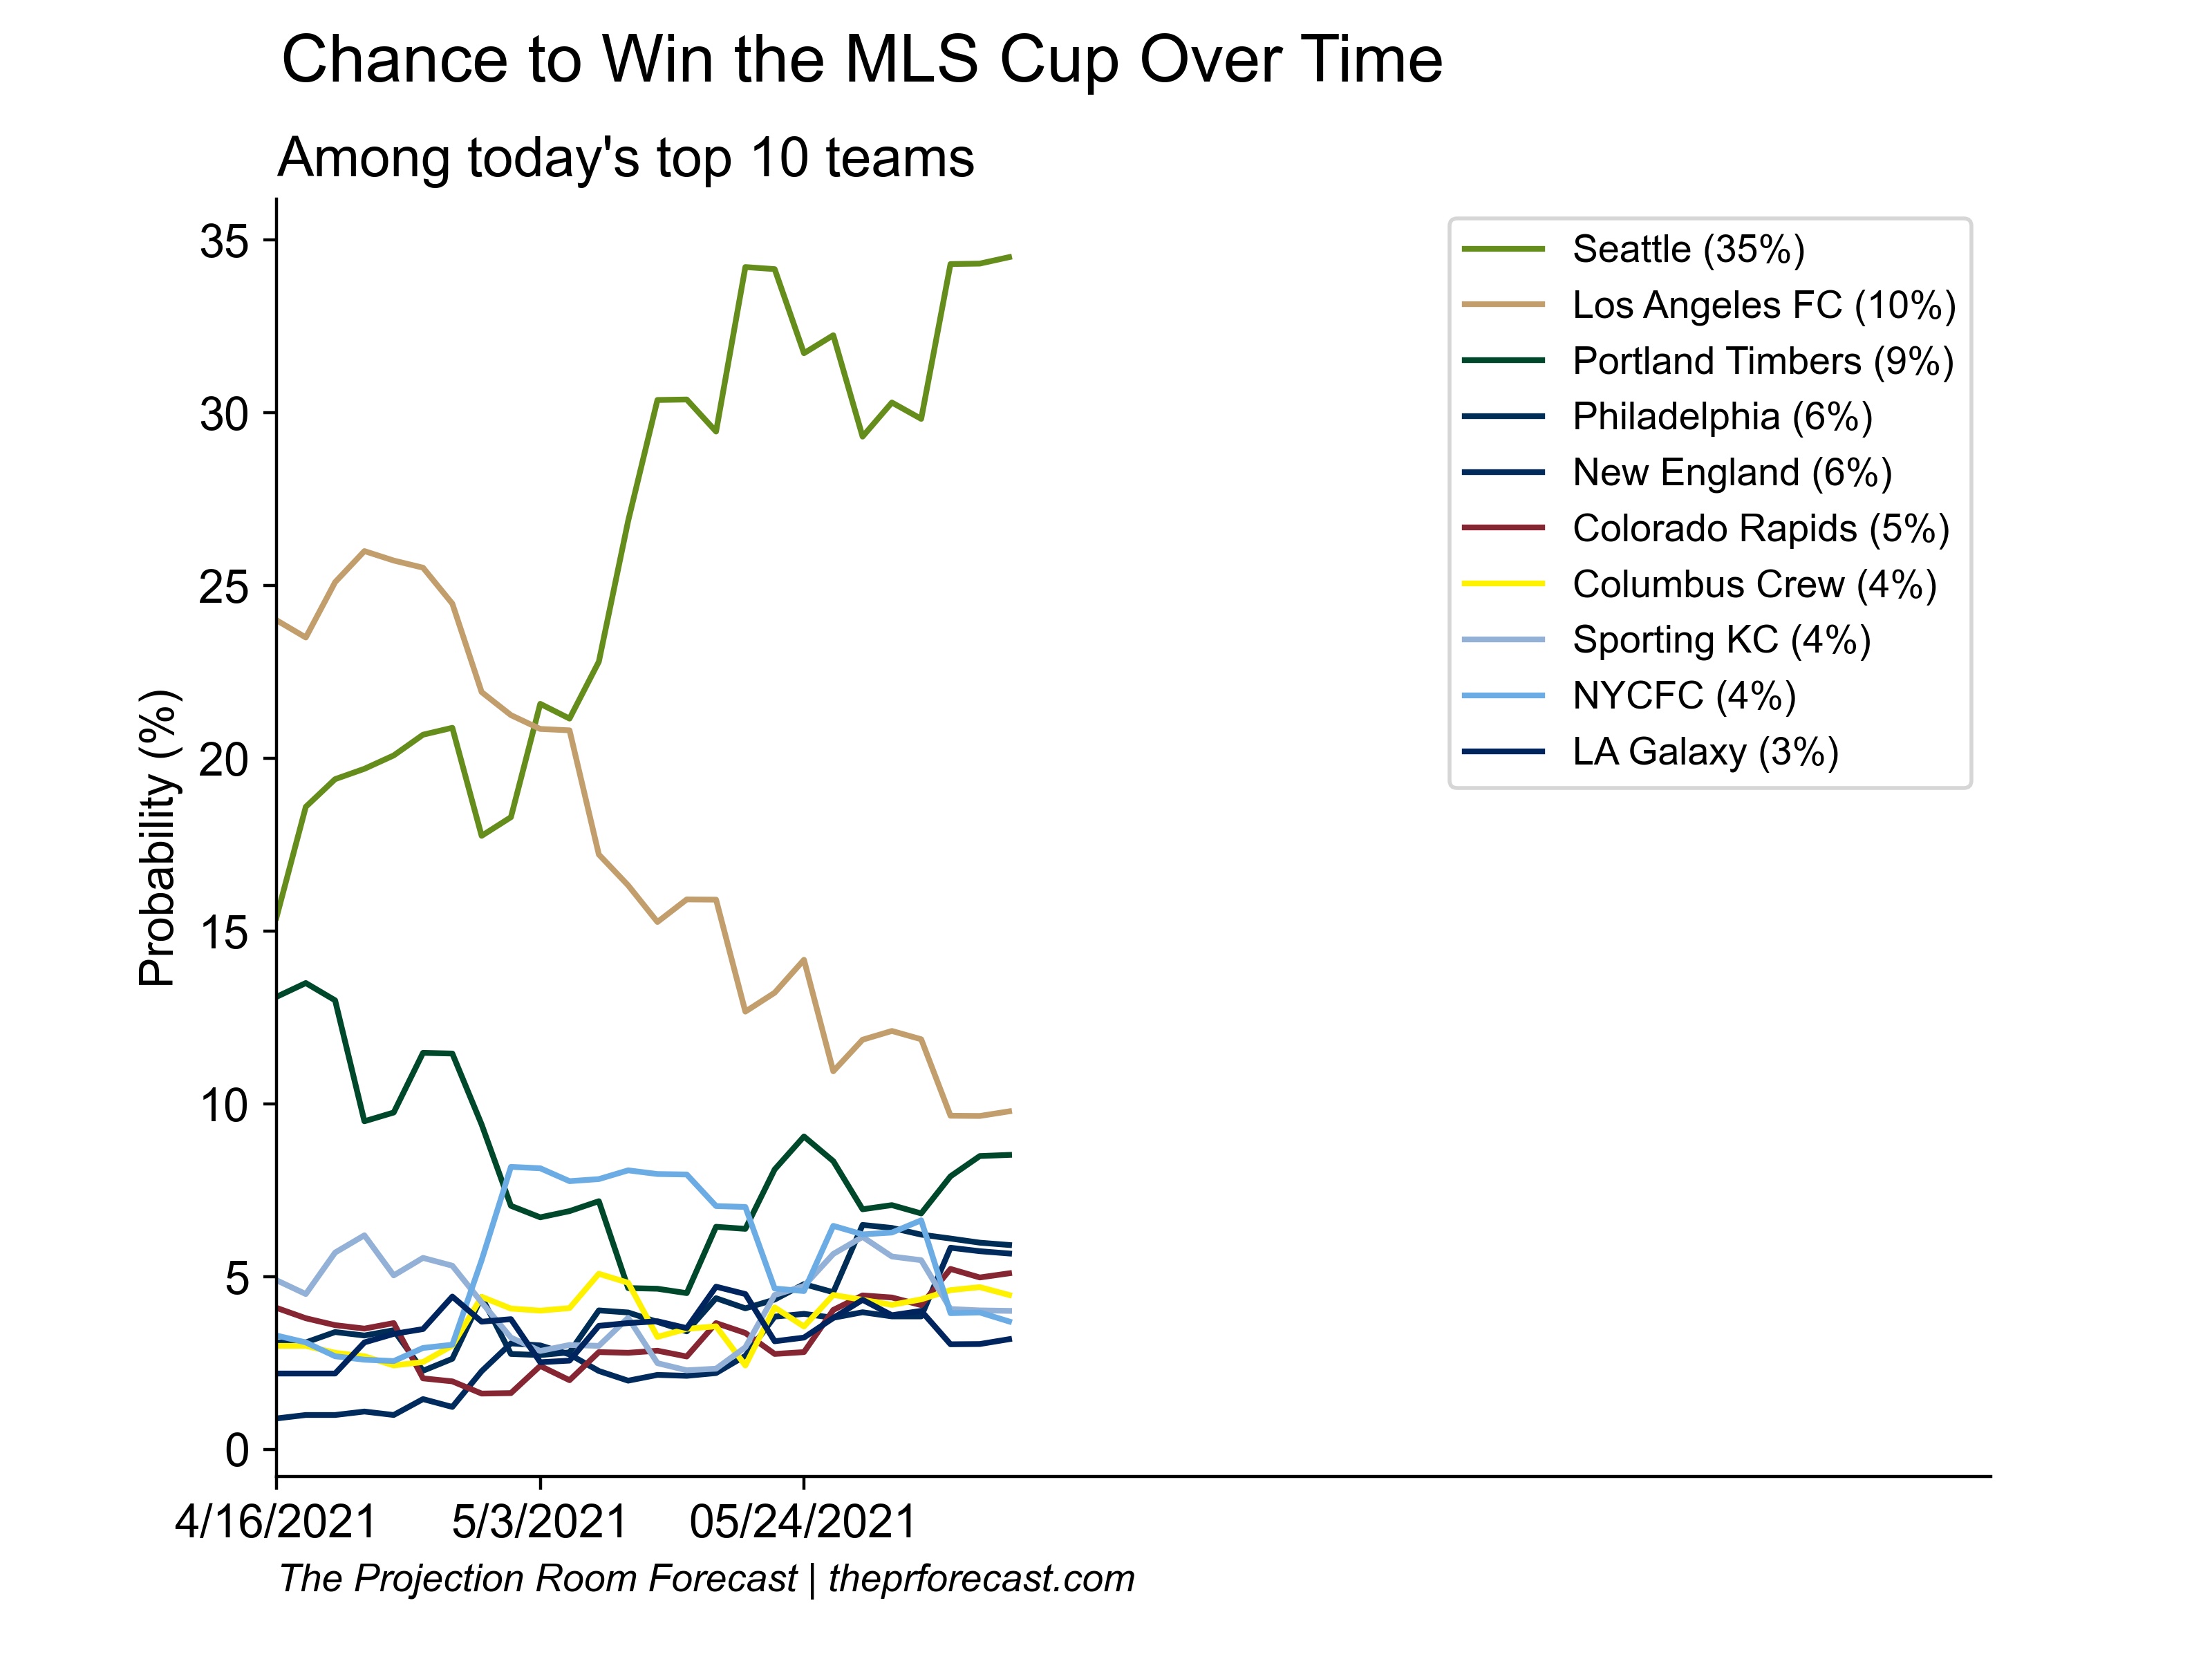 Chance to Win the MLS Cup Over Time
Among today's top 10 teams
35
30
25
20
15
10
5
0
Probability (%)
Seattle (35%)
Los Angeles FC (10%)
Portland Timbers (9%)
Philadelphia (6%)
New England (6%)
Colorado Rapids (5%)
Columbus Crew (4%)
Sporting KC (4%)
NYCFC (4%)
LA Galaxy (3%)
4/16/2021 5/3/2021 05/24/2021
The Projection Room Forecast | theprforecast.com